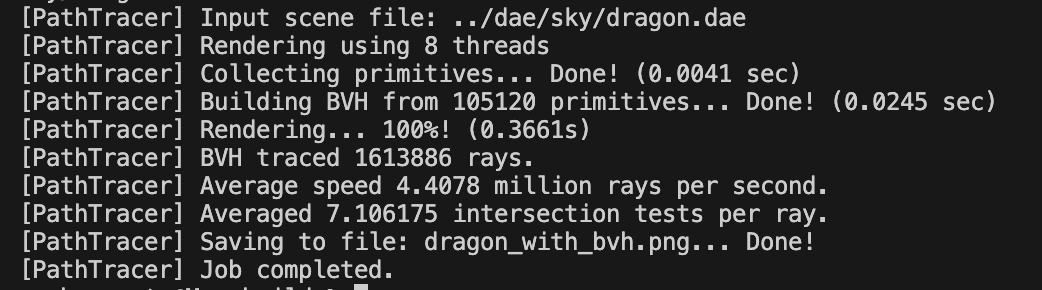 [PathTracer] Input scene file: ../dae/sky/dragon.dae
[PathTracer] Rendering using 8 threads
[PathTracer] Collecting primitives... Done! (0.0041 sec)
[PathTracer] Building BVH from 105120 primitives... Done! (0.0245 sec)
[PathTracer] Rendering... 100%! (0.3661s)
[PathTracer] BVH traced 1613886 rays.
[PathTracer] Average speed 4.4078 million rays per second.
[PathTracer] Averaged 7.106175 intersection tests per ray.
[PathTracer] Saving to file: dragon_with_bvh.png... Done!
[PathTracer] Job completed.